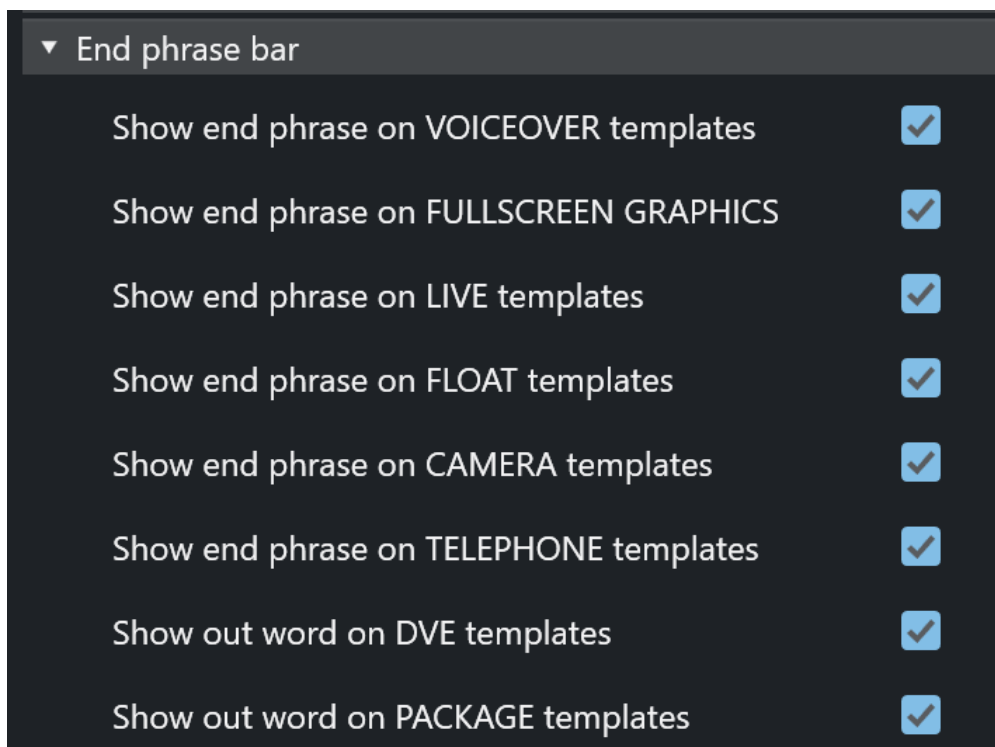 End phrase bar
Show end phrase on VOICEOVER templates
Show end phrase on FULLSCREEN GRAPHICS
Show end phrase on LIVE templates
Show end phrase on FLOAT templates
Show end phrase on CAMERA templates
Show end phrase on TELEPHONE templates
Show out word on DVE templates
Show out word on PACKAGE templates